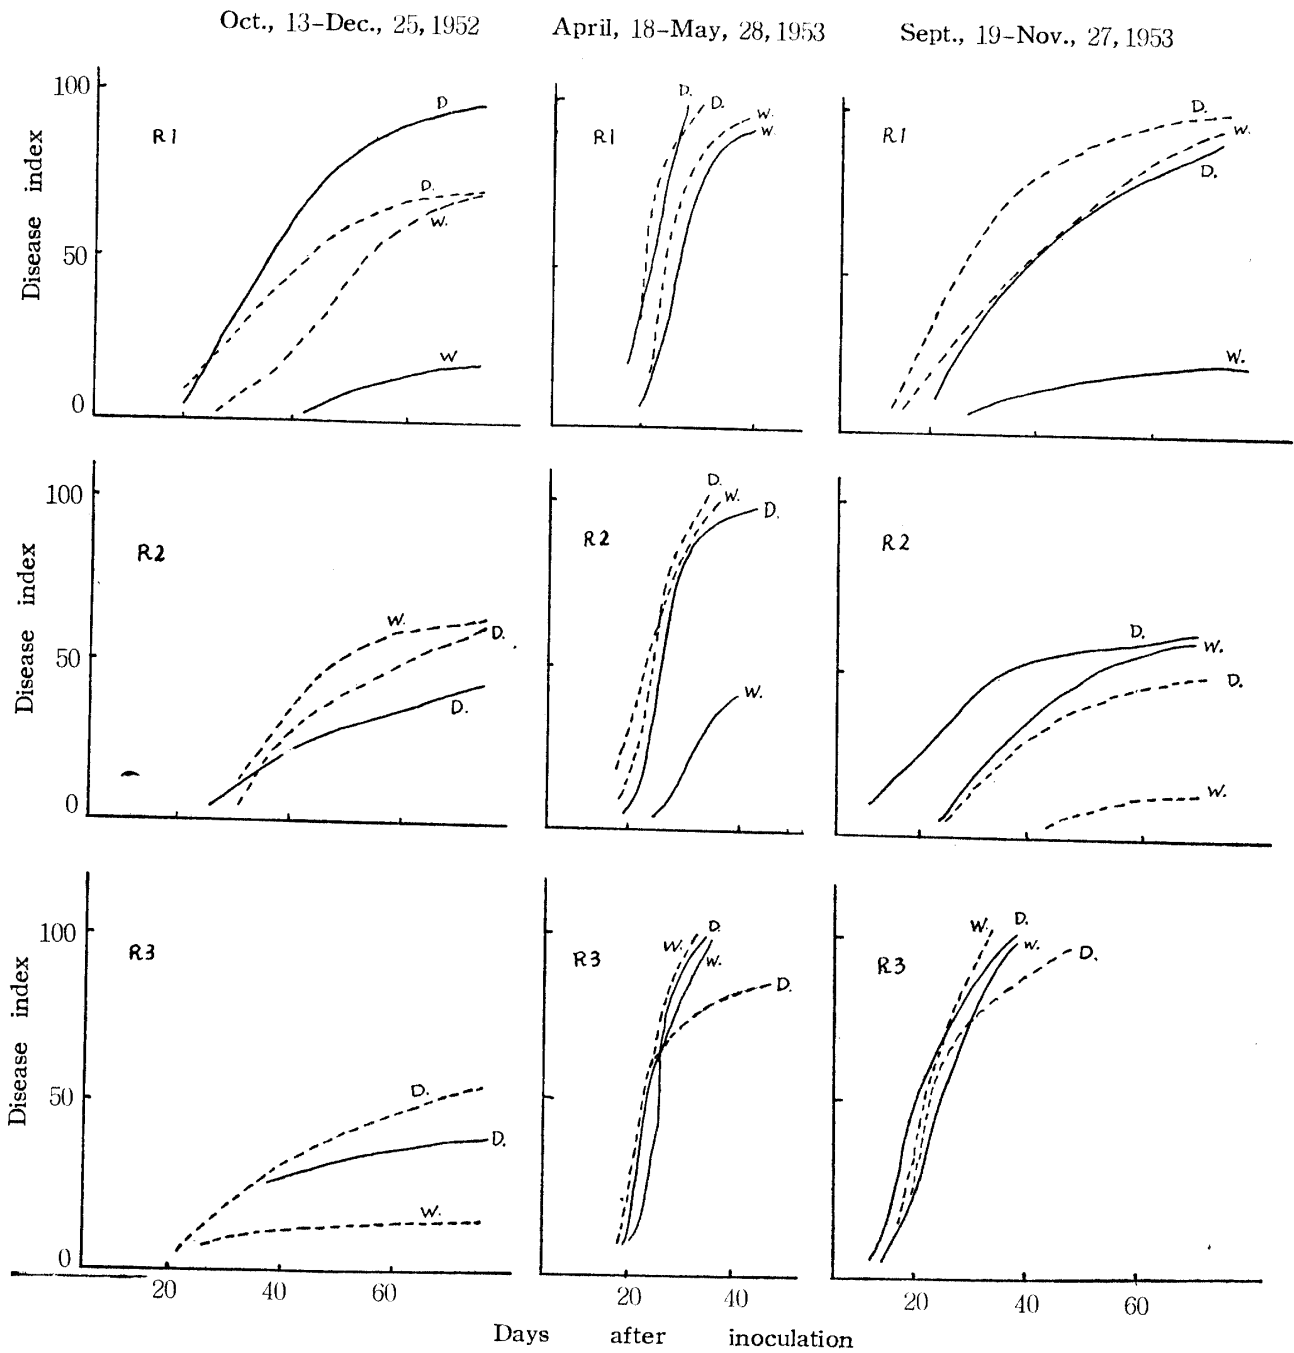 Oct., 13-Dec., 25, 1952 April, 18-May, 28, 1953 Sept., 19-Nov., 27, 1953
Disease index
100
50
0
R1
D
D.
W.
W
R1
D.
D.
W.
W.
R1
D.
W.
D.
W.
Disease index
100
50
0
R2
W.
D.
D.
R2
D.
W.
D.
W.
R2
D.
W.
D.
W.
Disease index
100
50
0
R3
D.
D.
W.
R3
W.
D.
W.
D.
R3
W.
D.
W.
D.
20 40 60 20 40 20 40 60
Days after inoculation